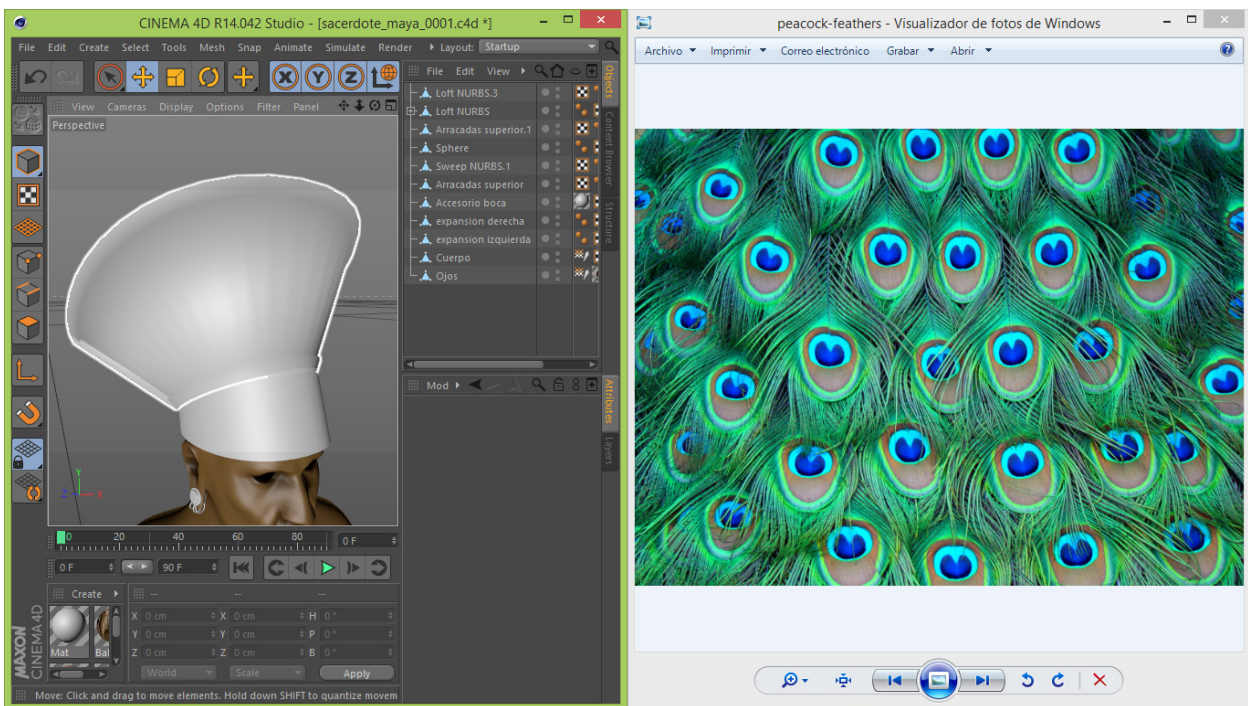 CINEMA 4D R14.042 Studio - [sacerdote_maya_0001.c4d *]
File Edit Create Select Tools Mesh Snap Animate Simulate Render Layout: Startup
X Y Z
View Cameras Display Options Filter Panel
Perspective
Y
Z X
File Edit View
Loft NURBS.3
Loft NURBS
Arracadas superior.1
Sphere
Sweep NURBS.1
Arracadas superior
Accesorio boca
expansion derecha
expansion izquierda
Cuerpo
Ojos
Objects
Content Browser
Structure
Mod
Attributes
Layers
0 20 40 60 80 0 F
0 F 90 F
Create
Mat Bal
-- -- --
X 0 cm X 0 cm H 0 °
Y 0 cm Y 0 cm P 0 °
Z 0 cm Z 0 cm B 0 °
World Scale Apply
MAXON
CINEMA 4D
Move: Click and drag to move elements. Hold down SHIFT to quantize movem
peacock-feathers - Visualizador de fotos de Windows
Archivo Imprimir Correo electrónico Grabar Abrir